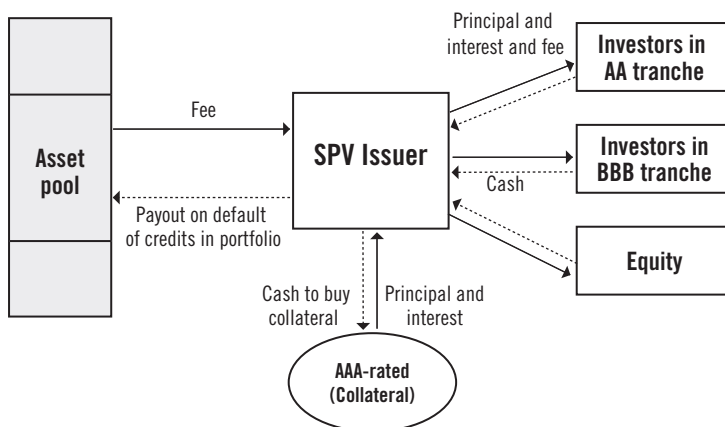 Principal and
interest and fee
Investors in
AA tranche
Fee
Asset
pool
SPV Issuer
Investors in
BBB tranche
Cash
Payout on default
of credits in portfolio
Equity
Cash to buy
collateral
Principal and
interest
AAA-rated
(Collateral)